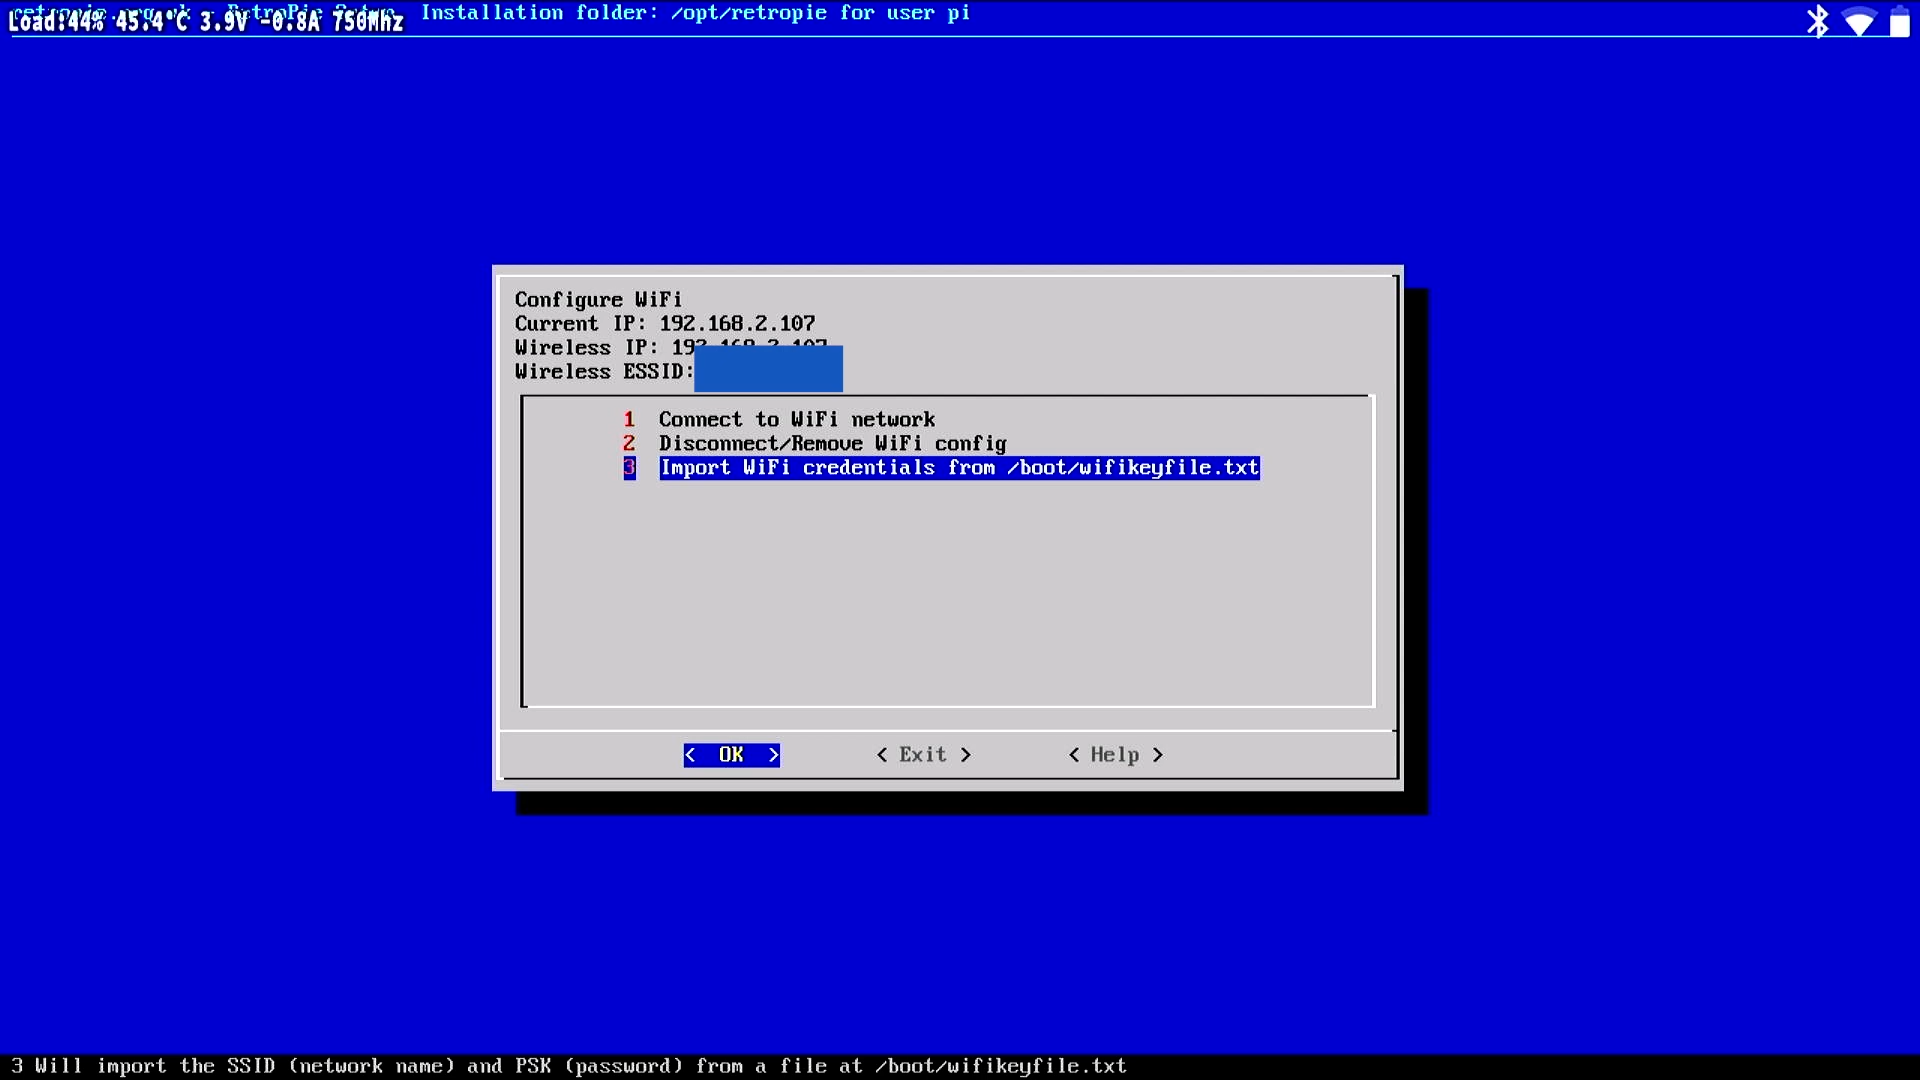 Installation folder: /opt/retropie for user pi
Load:44% 45.4°C 3.9V -0.8A 750Mhz
Configure WiFi
Current IP: 192.168.2.107
Wireless IP: 192.168.2.107
Wireless ESSID:
1 Connect to WiFi network
2 Disconnect/Remove WiFi config
3 Import WiFi credentials from /boot/wifikeyfile.txt
< OK > < Exit > < Help >
3 Will import the SSID (network name) and PSK (password) from a file at /boot/wifikeyfile.txt